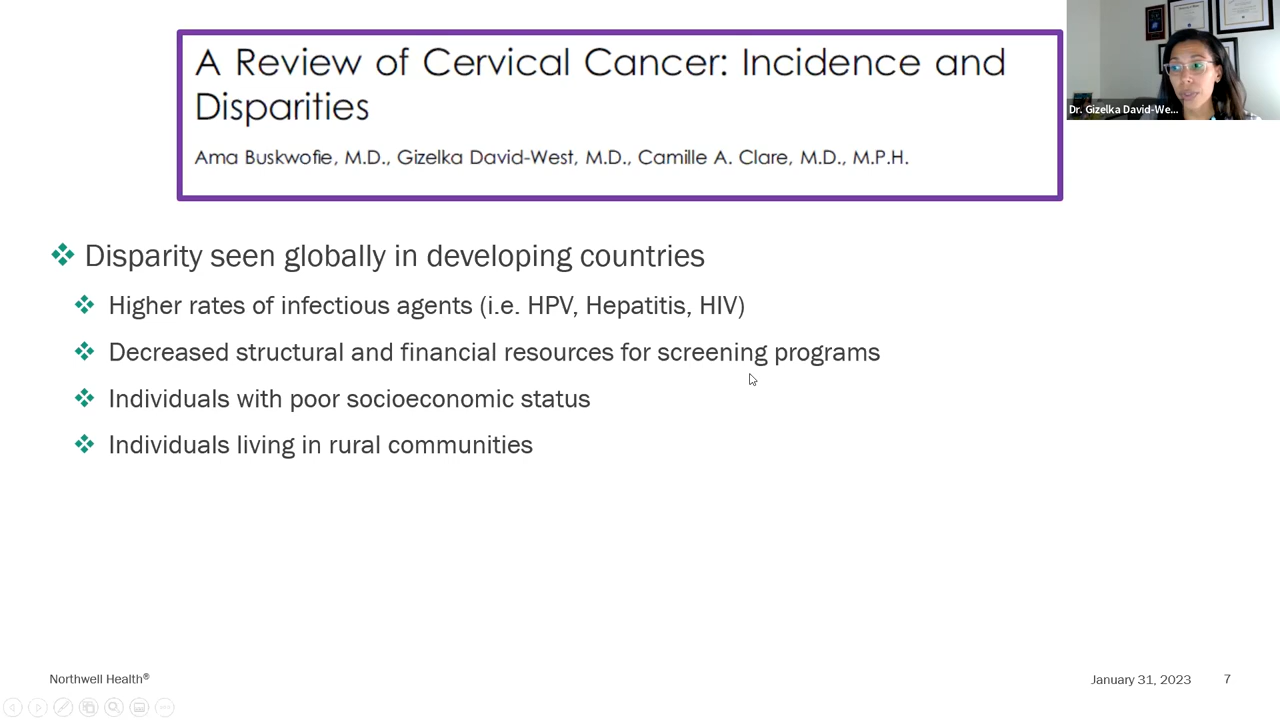 A Review of Cervical Cancer: Incidence and
Disparities
Ama Buskwofie, M.D., Gizelka David-West, M.D., Camille A. Clare, M.D., M.P.H.
Dr. Gizelka David-We...
Disparity seen globally in developing countries
Higher rates of infectious agents (i.e. HPV, Hepatitis, HIV)
Decreased structural and financial resources for screening programs
Individuals with poor socioeconomic status
Individuals living in rural communities
Northwell Health®
January 31, 2023
7